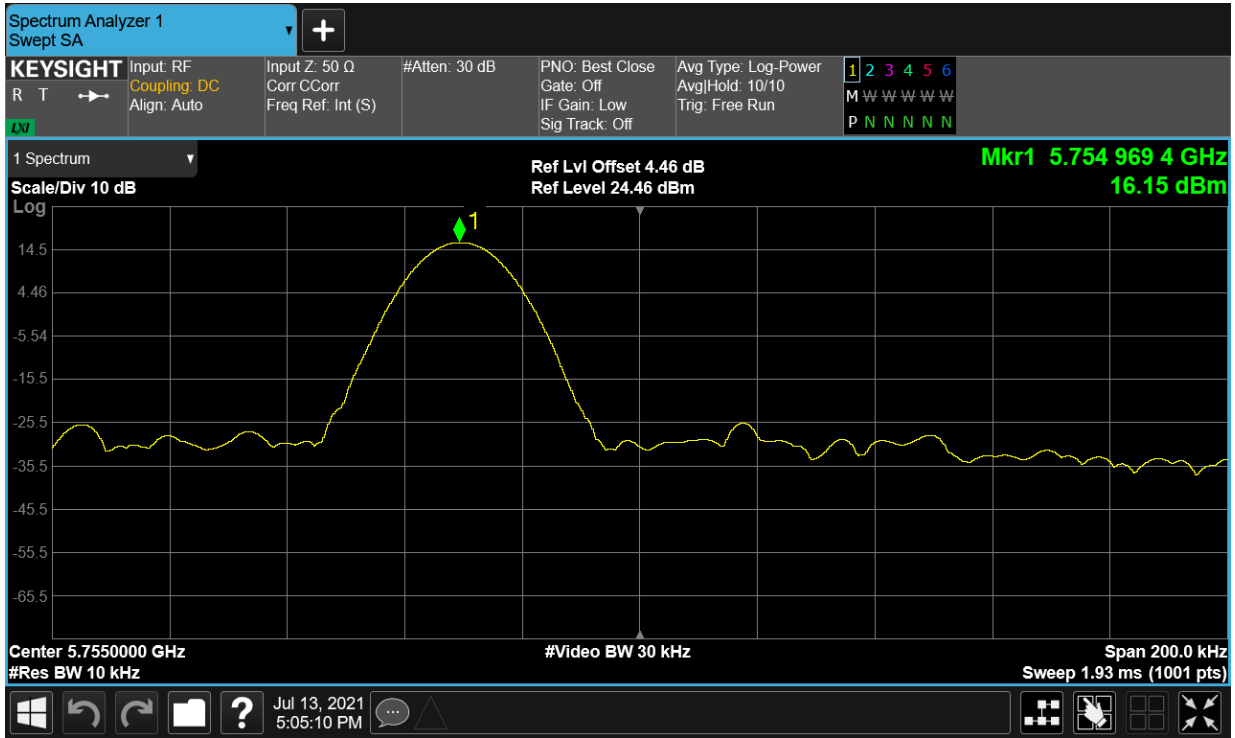 Spectrum Analyzer 1
Swept SA
KEYSIGHT
R T
LXI
Input: RF
Coupling: DC
Align: Auto
Input Z: 50 Ω
Corr CCorr
Freq Ref: Int (S)
#Atten: 30 dB
PNO: Best Close
Gate: Off
IF Gain: Low
Sig Track: Off
Avg Type: Log-Power
Avg|Hold: 10/10
Trig: Free Run
1 2 3 4 5 6
M W W W W W
P N N N N N
1 Spectrum
Scale/Div 10 dB
Log
Ref Lvl Offset 4.46 dB
Ref Level 24.46 dBm
Mkr1 5.754 969 4 GHz
16.15 dBm
1
14.5
4.46
-5.54
-15.5
-25.5
-35.5
-45.5
-55.5
-65.5
Center 5.7550000 GHz
#Res BW 10 kHz
#Video BW 30 kHz
Span 200.0 kHz
Sweep 1.93 ms (1001 pts)
?
Jul 13, 2021
5:05:10 PM